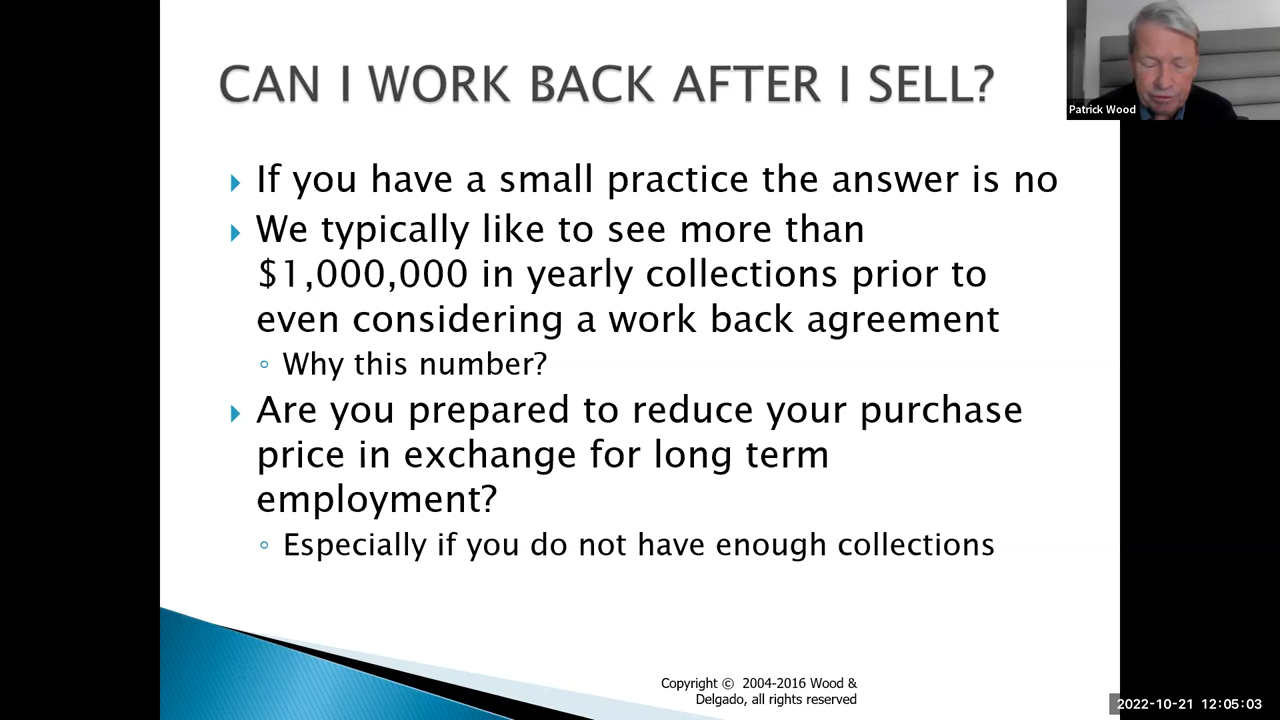 CAN I WORK BACK AFTER I SELL?
Patrick Wood
If you have a small practice the answer is no
We typically like to see more than
$1,000,000 in yearly collections prior to
even considering a work back agreement
Why this number?
Are you prepared to reduce your purchase
price in exchange for long term
employment?
Especially if you do not have enough collections
Copyright © 2004-2016 Wood &
Delgado, all rights reserved
2022-10-21 12:05:03